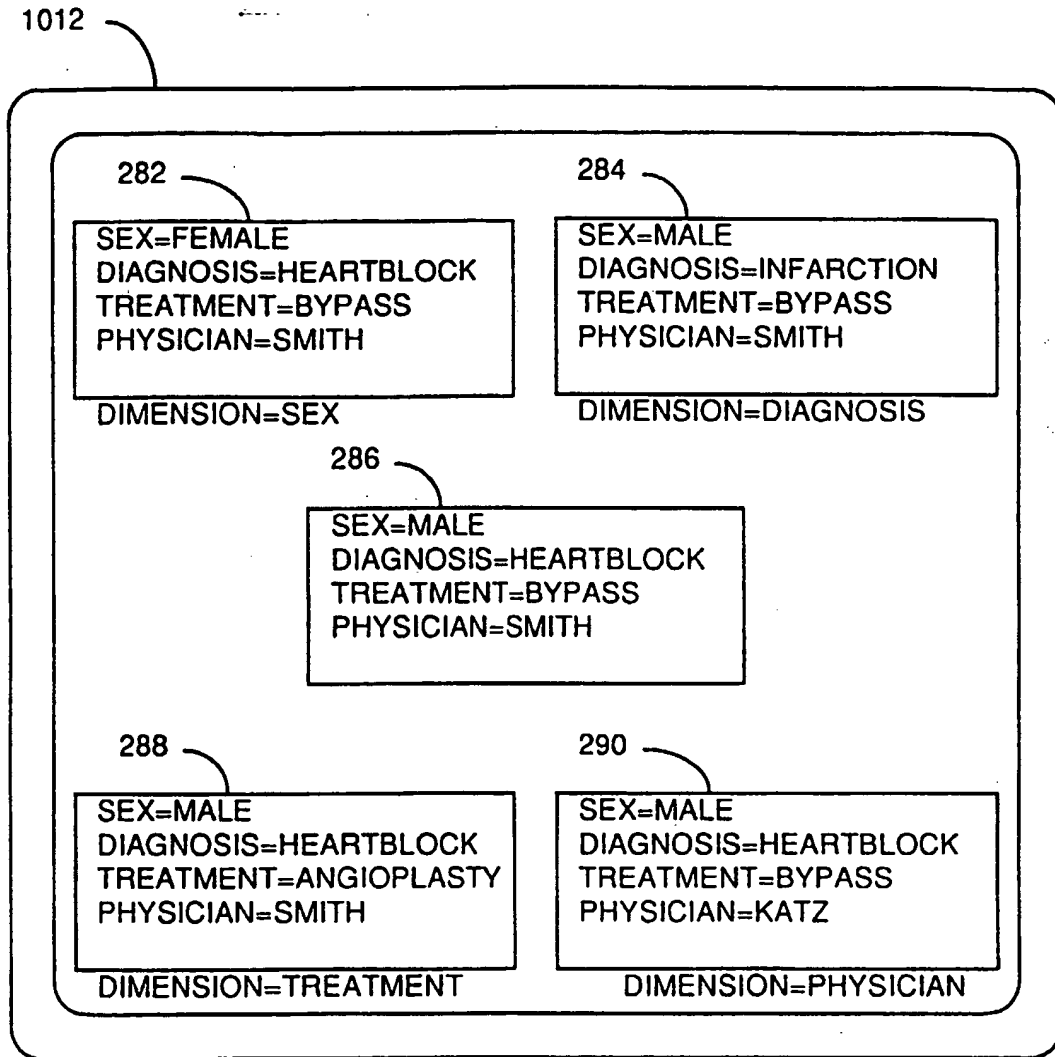 1012
282
SEX=FEMALE
DIAGNOSIS=HEARTBLOCK
TREATMENT=BYPASS
PHYSICIAN=SMITH
DIMENSION=SEX
284
SEX=MALE
DIAGNOSIS=INFARCTION
TREATMENT=BYPASS
PHYSICIAN=SMITH
DIMENSION=DIAGNOSIS
286
SEX=MALE
DIAGNOSIS=HEARTBLOCK
TREATMENT=BYPASS
PHYSICIAN=SMITH
288
SEX=MALE
DIAGNOSIS=HEARTBLOCK
TREATMENT=ANGIOPLASTY
PHYSICIAN=SMITH
DIMENSION=TREATMENT
290
SEX=MALE
DIAGNOSIS=HEARTBLOCK
TREATMENT=BYPASS
PHYSICIAN=KATZ
DIMENSION=PHYSICIAN